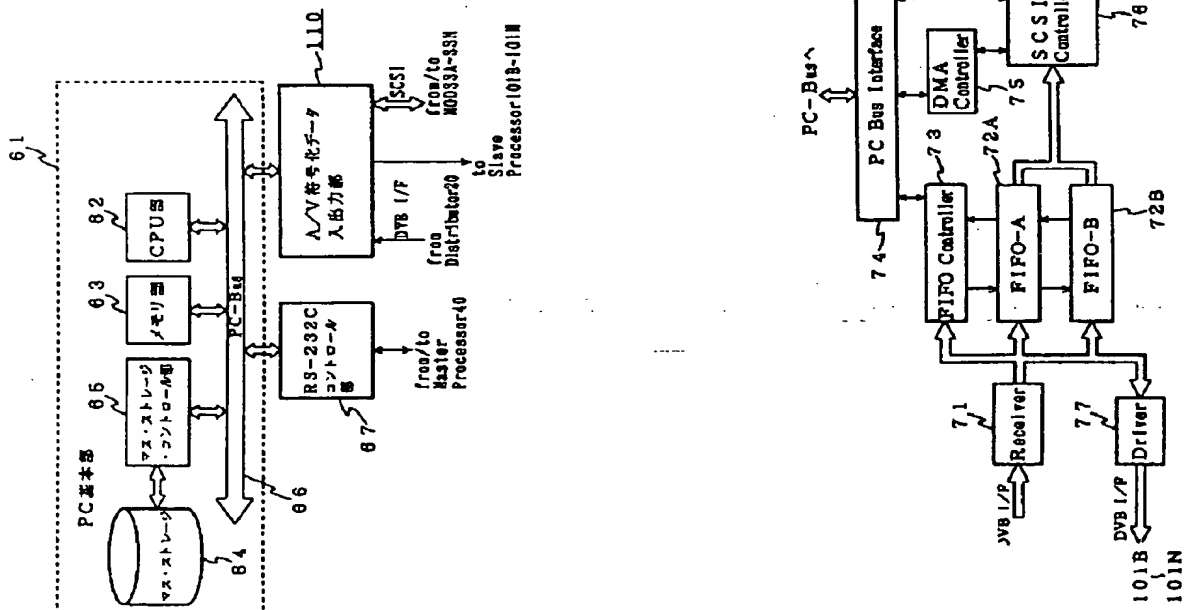 61
PC基本部
マス・ストレージ
64
65
マス・ストレージ
・コントロール部
63
メモリ部
62
CPU部
PC-Bus
66
RS-232C
コントロール
部
67
from/to
Master
Processor40
110
A/V符号化データ
入出力部
DVB I/F
from
Distributor20
to
Slave
Processor101B-101N
SCSI
from/to
MOD33A-33N
PC-Busへ
PC Bus Interface
74
DMA
Controller
75
SCSI
Controlle
76
73
FIFO Controller
72A
FIFO-A
FIFO-B
72B
71
Receiver
DVB I/F
77
Driver
DVB I/F
101B
101N